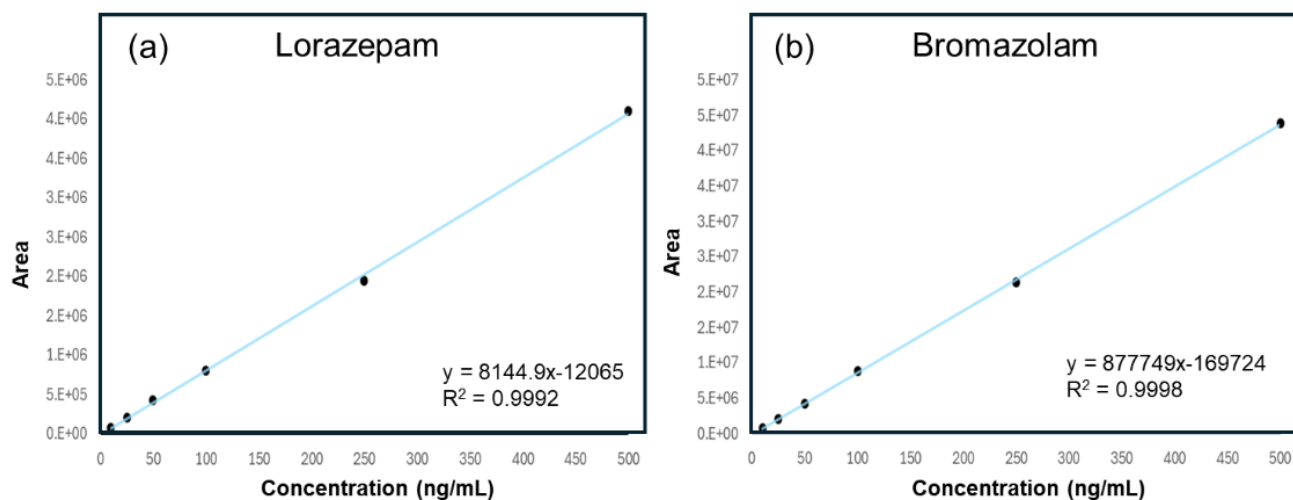 (a) Lorazepam
5.E+06
4.E+06
4.E+06
3.E+06
3.E+06
2.E+06
2.E+06
1.E+06
5.E+05
0.E+00
Area
y = 8144.9x-12065
R² = 0.9992
0 50 100 150 200 250 300 350 400 450 500
Concentration (ng/mL)
(b) Bromazolam
5.E+07
5.E+07
4.E+07
4.E+07
3.E+07
3.E+07
2.E+07
2.E+07
1.E+07
5.E+06
0.E+00
Area
y = 877749x-169724
R² = 0.9998
0 50 100 150 200 250 300 350 400 450 500
Concentration (ng/mL)